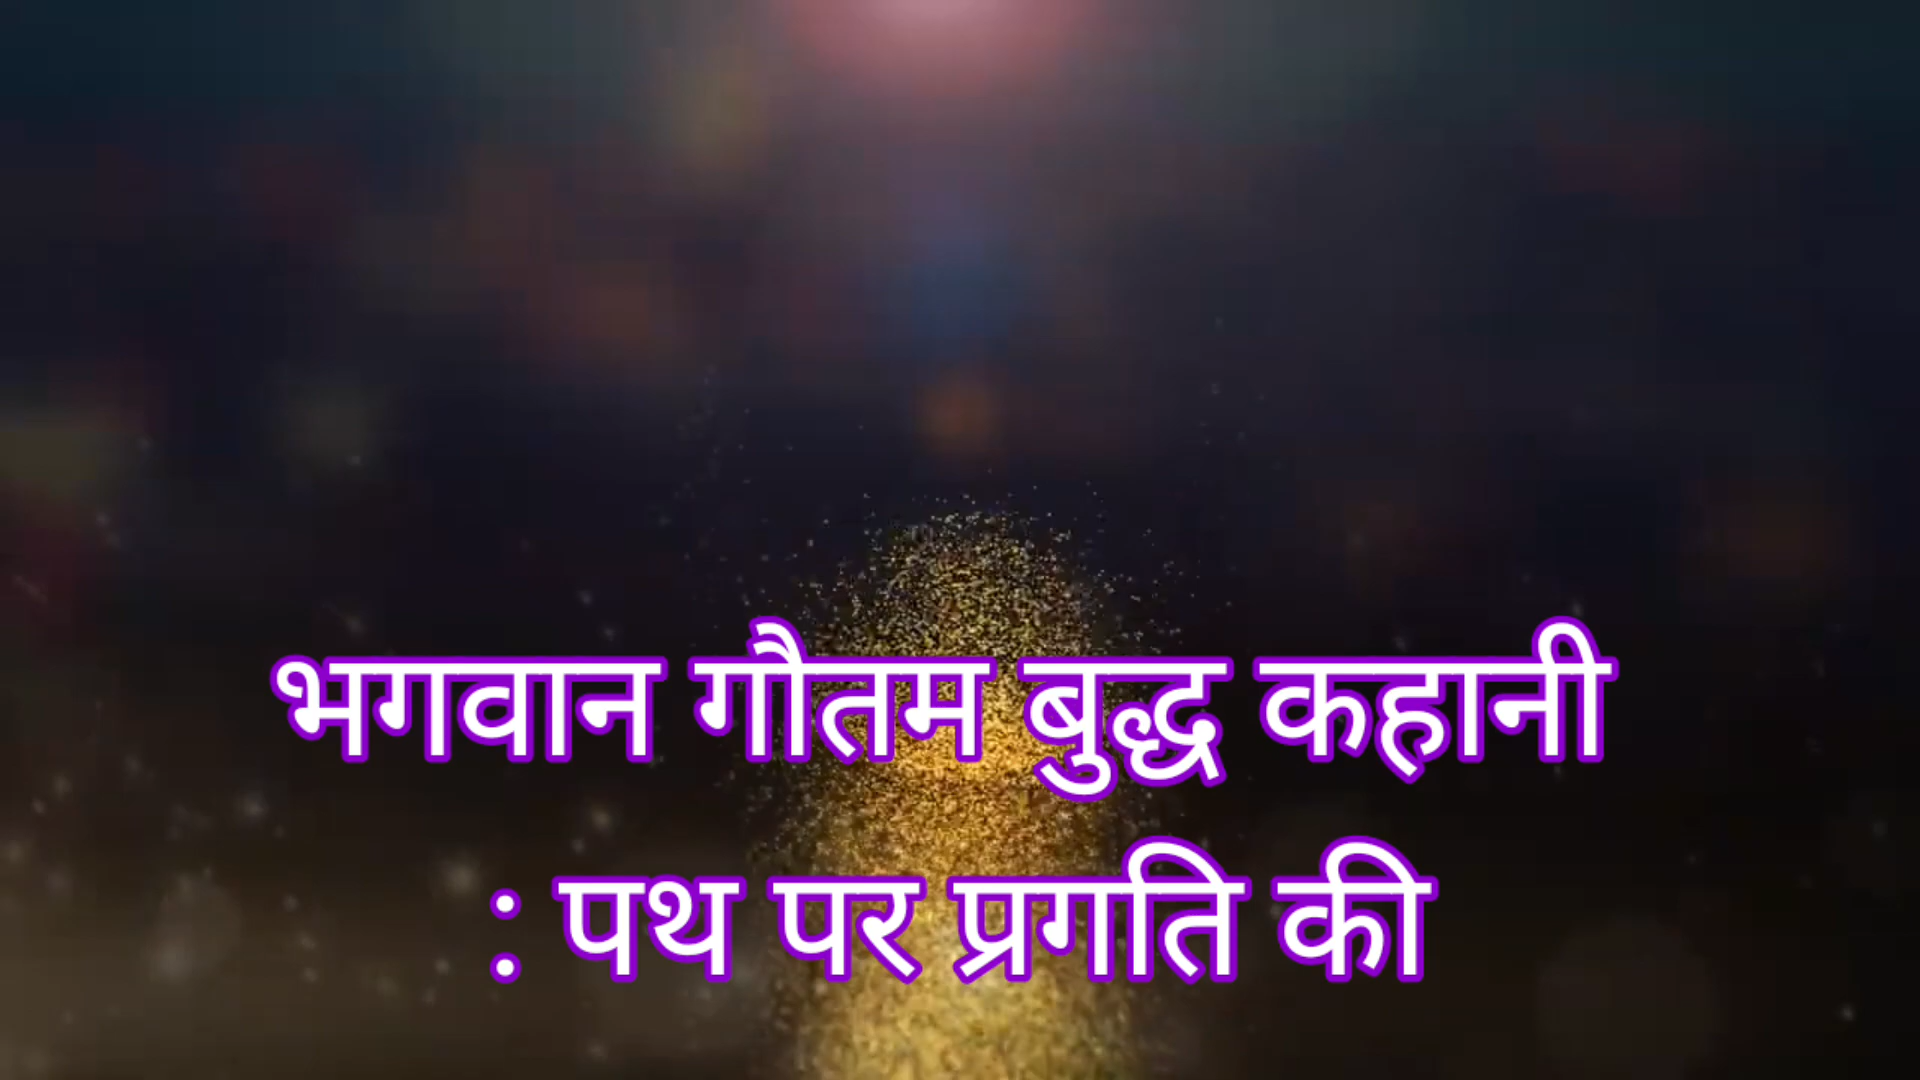 भगवान गौतम बुद्ध कहानी
: पथ पर प्रगति की